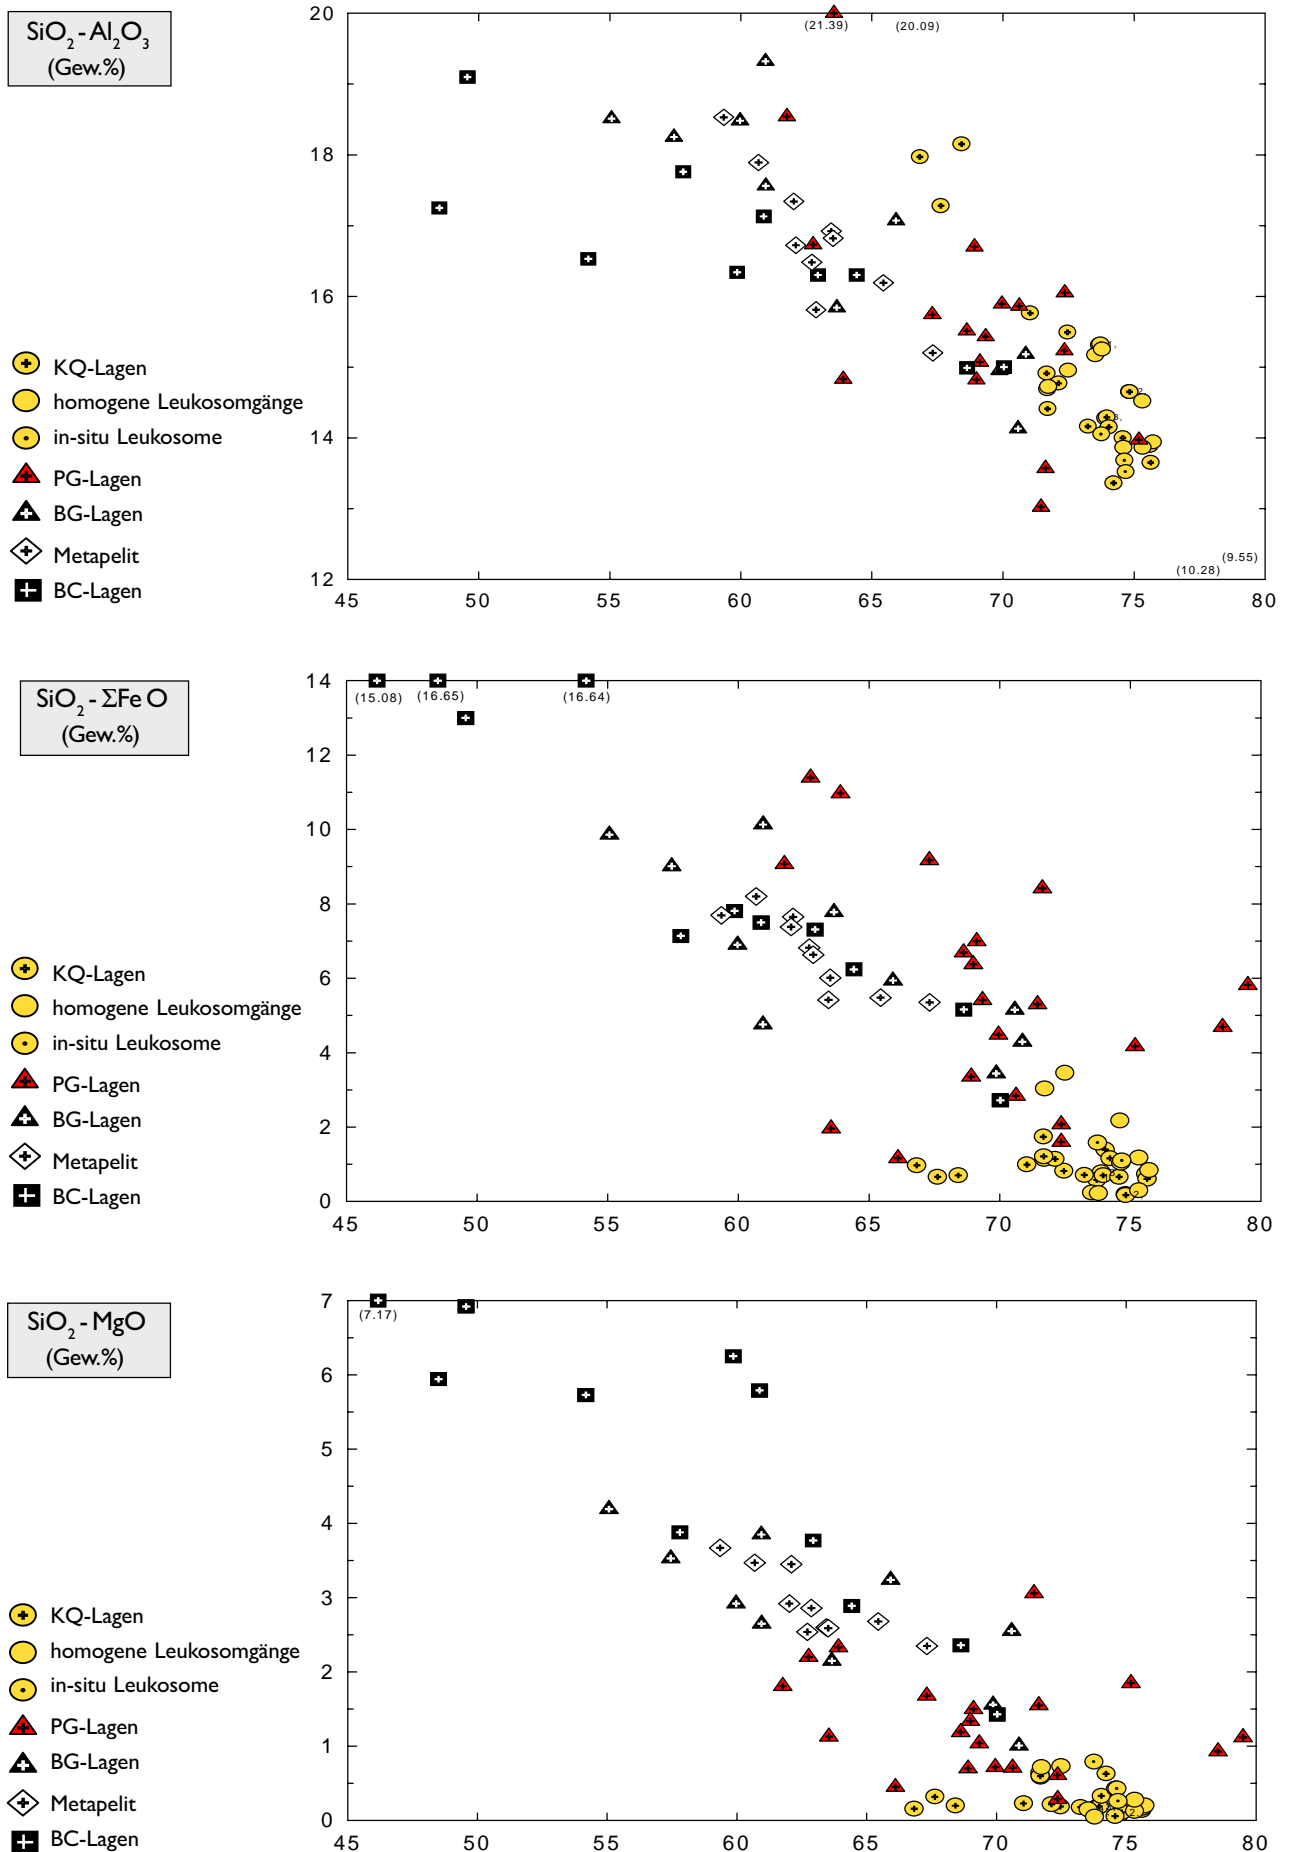 SiO2 - Al2O3
(Gew.%)
20
18
16
14
12
(21.39)
(20.09)
1.
2.
3.
(9.55)
(10.28)
45 50 55 60 65 70 75 80
KQ-Lagen
homogene Leukosomgänge
in-situ Leukosome
PG-Lagen
BG-Lagen
Metapelit
BC-Lagen
SiO2 - ΣFe O
(Gew.%)
14
12
10
8
6
4
2
0
(15.08) (16.65) (16.64)
2.
45 50 55 60 65 70 75 80
KQ-Lagen
homogene Leukosomgänge
in-situ Leukosome
PG-Lagen
BG-Lagen
Metapelit
BC-Lagen
SiO2 - MgO
(Gew.%)
7
6
5
4
3
2
1
0
(7.17)
2.
45 50 55 60 65 70 75 80
KQ-Lagen
homogene Leukosomgänge
in-situ Leukosome
PG-Lagen
BG-Lagen
Metapelit
BC-Lagen